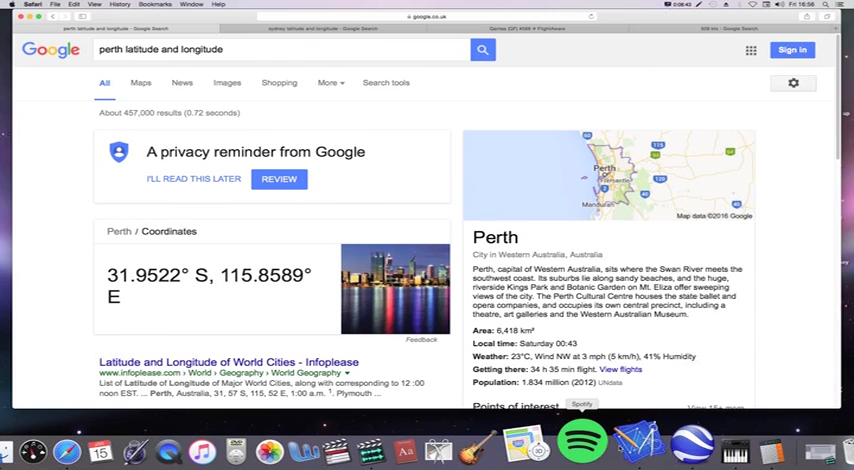 Safari File Edit View History Bookmarks Window Help
0:08:43
Fri 16:56
google.co.uk
perth latitude and longitude - Google Search
sydney latitude and longitude - Google Search
Google
perth latitude and longitude
Sign in
All Maps News Images Shopping More Search tools
About 457,000 results (0.72 seconds)
A privacy reminder from Google
I'LL READ THIS LATER REVIEW
Perth / Coordinates
31.9522° S, 115.8589°
E
Feedback
Latitude and Longitude of World Cities - Infoplease
www.infoplease.com › World › Geography › World Geography
List of Latitude of Longitude of Major World Cities, along with corresponding to 12 :00
noon EST. ... Perth, Australia, 31, 57 S, 115, 52 E, 1:00 a.m. 1. Plymouth ...
Perth
Fremantle
Mandurah
Map data ©2016 Google
Perth
City in Western Australia, Australia
Perth, capital of Western Australia, sits where the Swan River meets the
southwest coast. Its suburbs lie along sandy beaches, and the huge,
riverside Kings Park and Botanic Garden on Mt. Eliza offer sweeping
views of the city. The Perth Cultural Centre houses the state ballet and
opera companies, and occupies its own central precinct, including a
theatre, art galleries and the Western Australian Museum.
Area: 6,418 km²
Local time: Saturday 00:43
Weather: 23°C, Wind NW at 3 mph (5 km/h), 41% Humidity
Getting there: 34 h 35 min flight. View flights
Population: 1.834 million (2012) UNdata
Points of interest
View 15+ more
Spotify
15
3D